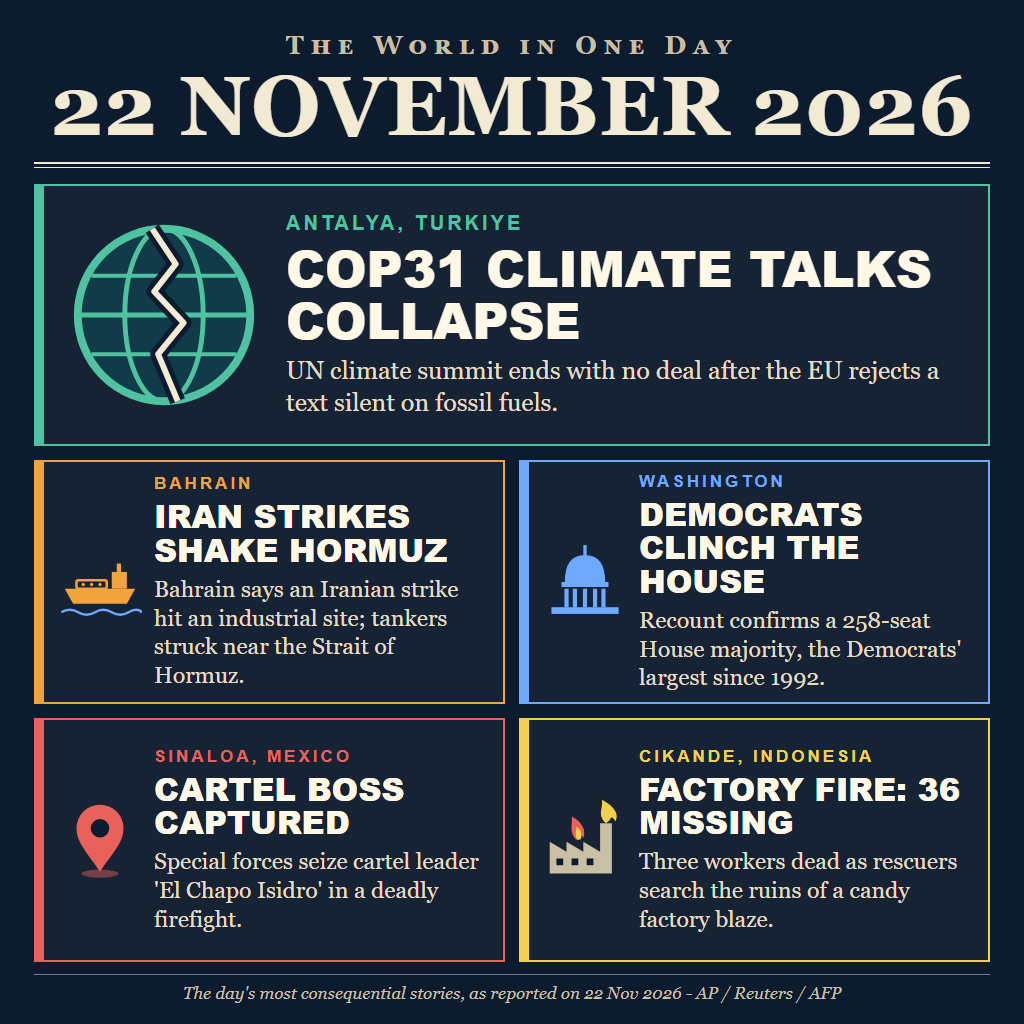 The World in One Day
22 NOVEMBER 2026
ANTALYA, TURKIYE
COP31 CLIMATE TALKS
COLLAPSE
UN climate summit ends with no deal after the EU rejects a
text silent on fossil fuels.
BAHRAIN
IRAN STRIKES
SHAKE HORMUZ
Bahrain says an Iranian strike
hit an industrial site; tankers
struck near the Strait of
Hormuz.
WASHINGTON
DEMOCRATS
CLINCH THE
HOUSE
Recount confirms a 258-seat
House majority, the Democrats'
largest since 1992.
SINALOA, MEXICO
CARTEL BOSS
CAPTURED
Special forces seize cartel leader
'El Chapo Isidro' in a deadly
firefight.
CIKANDE, INDONESIA
FACTORY FIRE: 36
MISSING
Three workers dead as rescuers
search the ruins of a candy
factory blaze.
The day's most consequential stories, as reported on 22 Nov 2026 - AP / Reuters / AFP